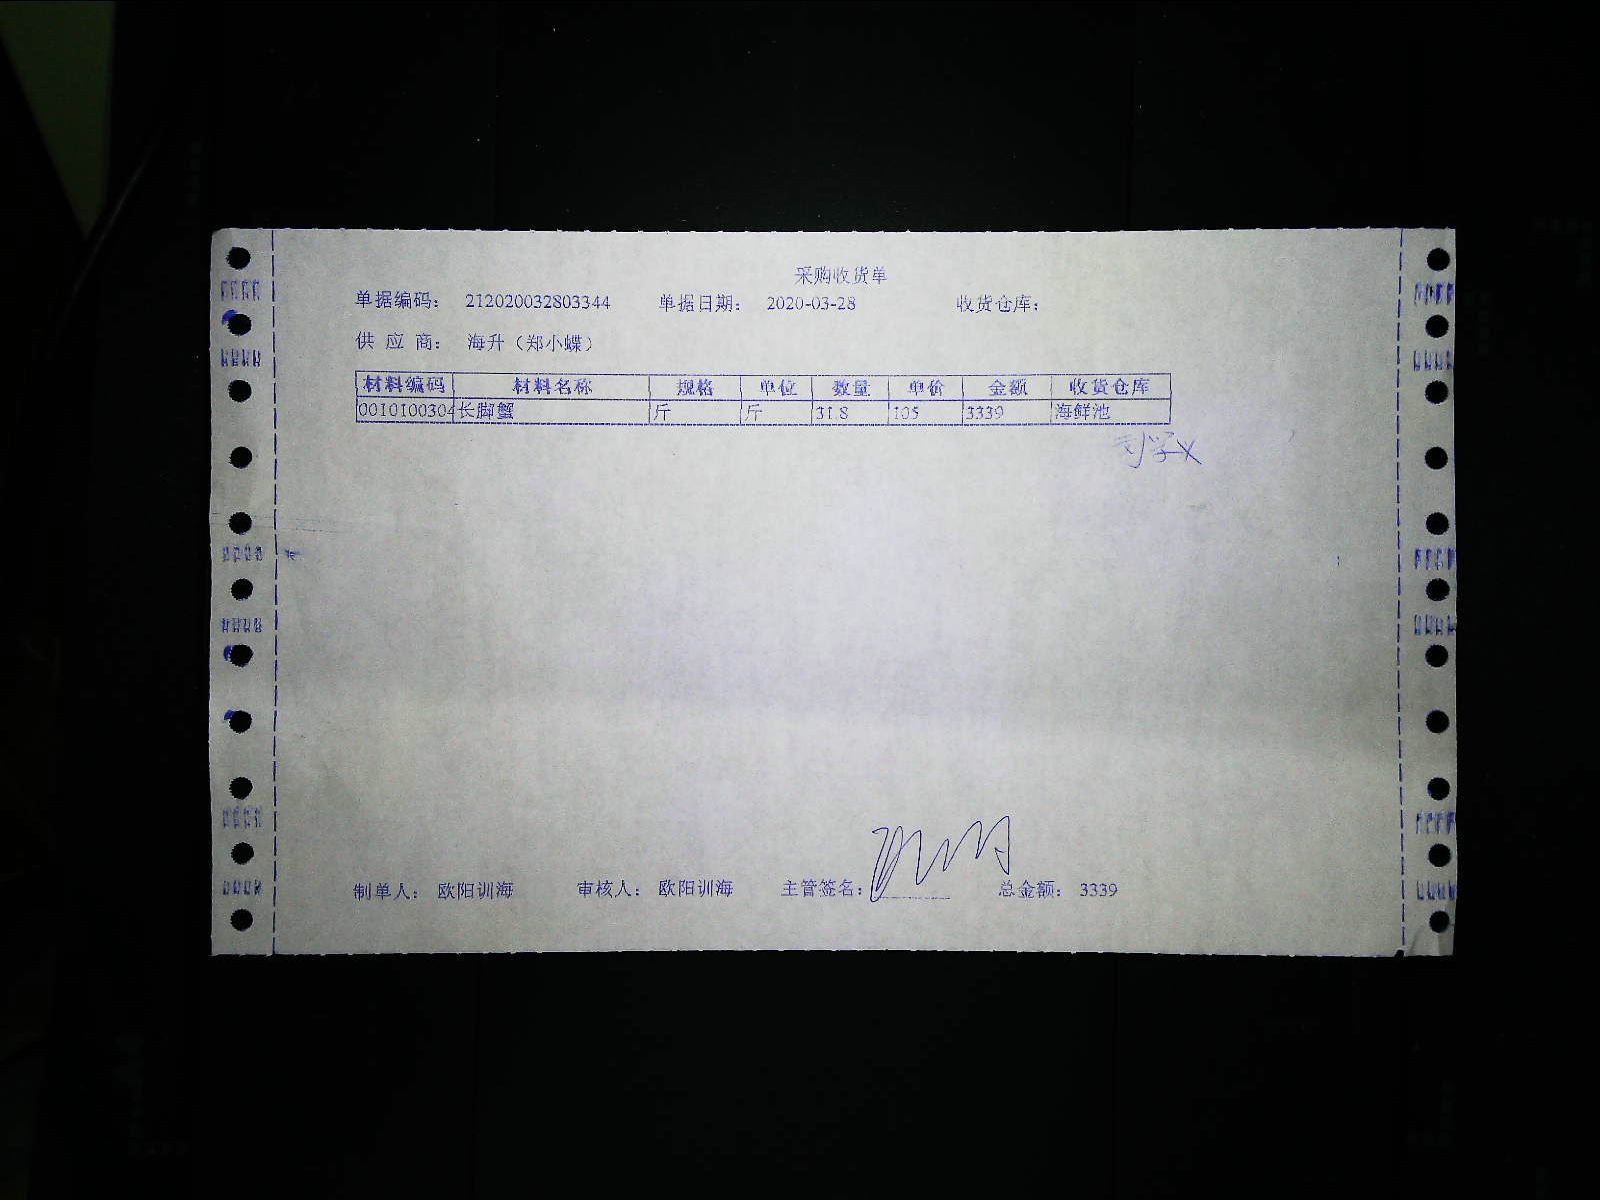 采购收货单
单据编码： 212020032803344 单据日期： 2020-03-28 收货仓库：
供 应 商： 海升（郑小蝶）
材料编码 材料名称 规格 单位 数量 单价 金额 收货仓库
0010100304 长脚蟹 斤 斤 31.8 105 3339 海鲜池
制单人： 欧阳训海 审核人： 欧阳训海 主管签名： 总金额： 3339